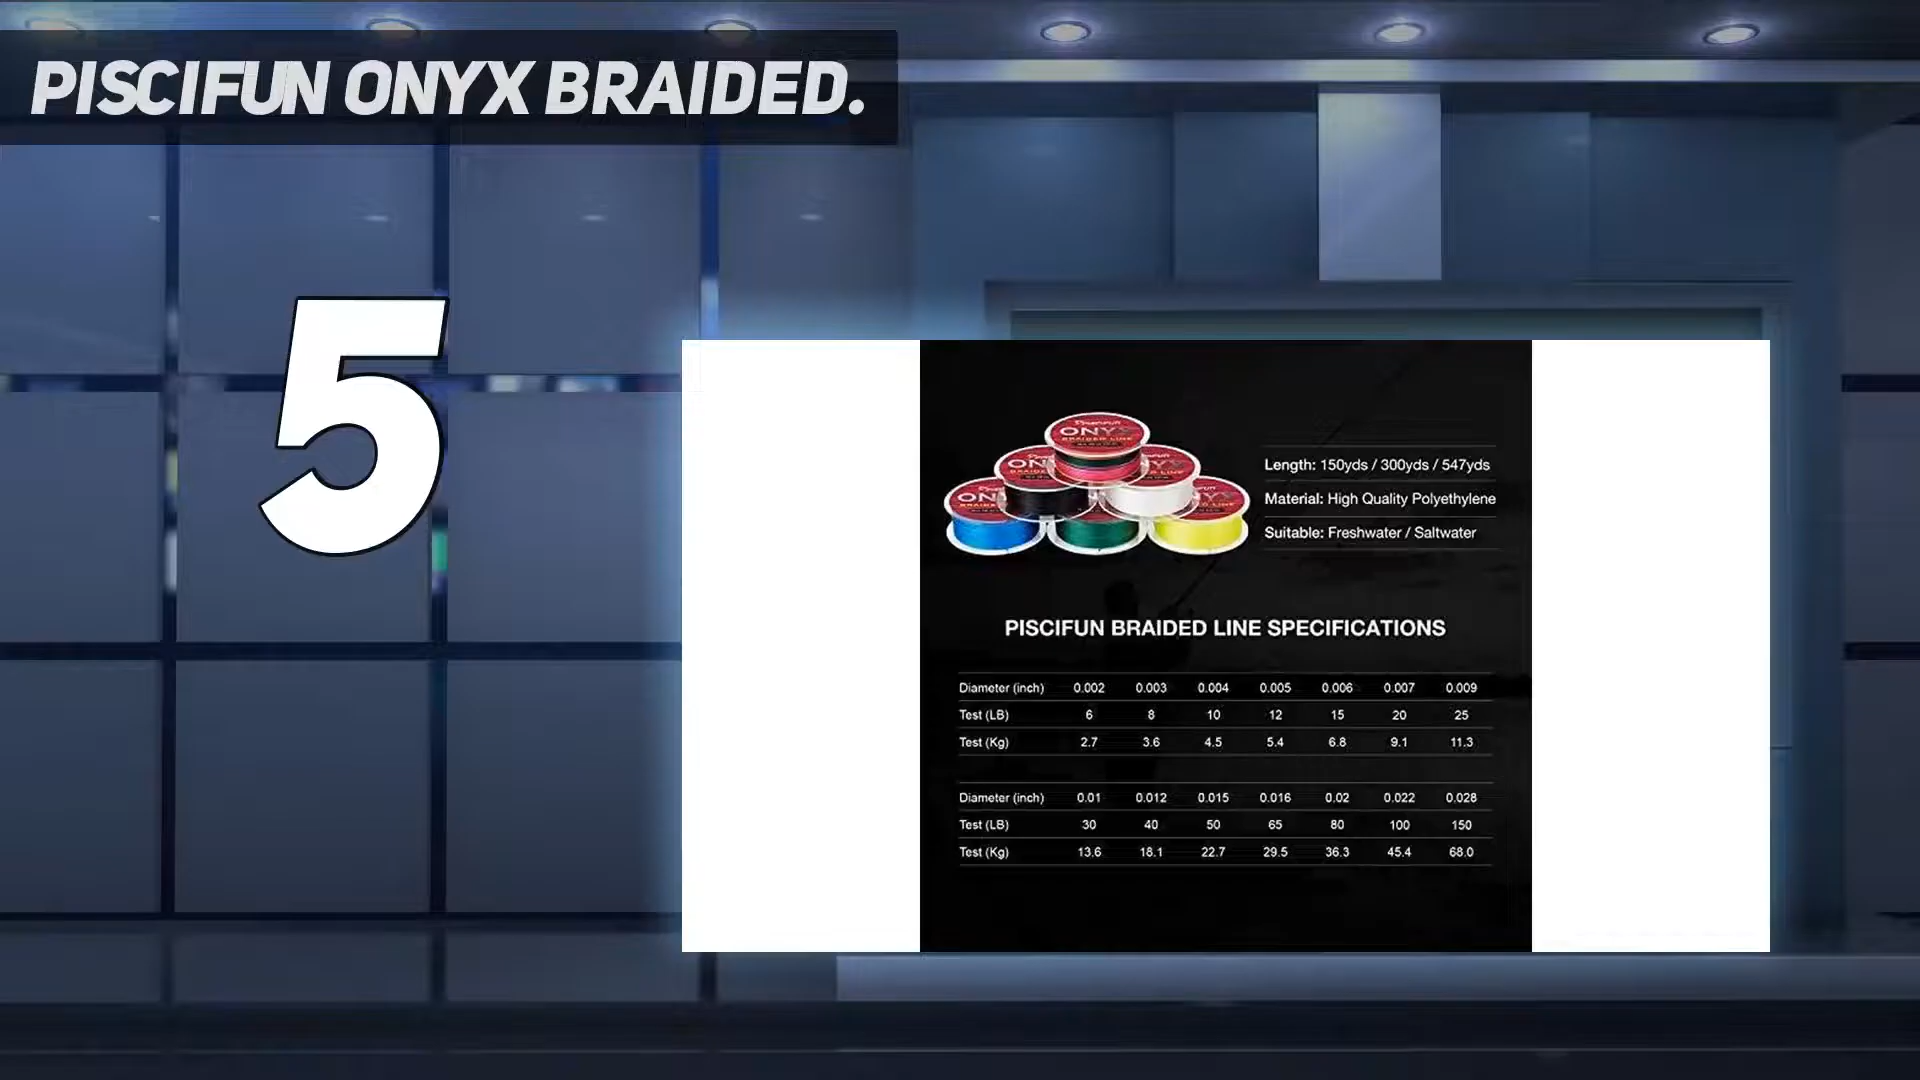 PISCIFUN ONYX BRAIDED.
5
ONYX
BRAIDED LINE
Length: 150yds / 300yds / 547yds
Material: High Quality Polyethylene
Suitable: Freshwater / Saltwater
PISCIFUN BRAIDED LINE SPECIFICATIONS
Diameter (inch) 0.002 0.003 0.004 0.005 0.006 0.007 0.009
Test (LB) 6 8 10 12 15 20 25
Test (Kg) 2.7 3.6 4.5 5.4 6.8 9.1 11.3
Diameter (inch) 0.01 0.012 0.015 0.016 0.02 0.022 0.028
Test (LB) 30 40 50 65 80 100 150
Test (Kg) 13.6 18.1 22.7 29.5 36.3 45.4 68.0